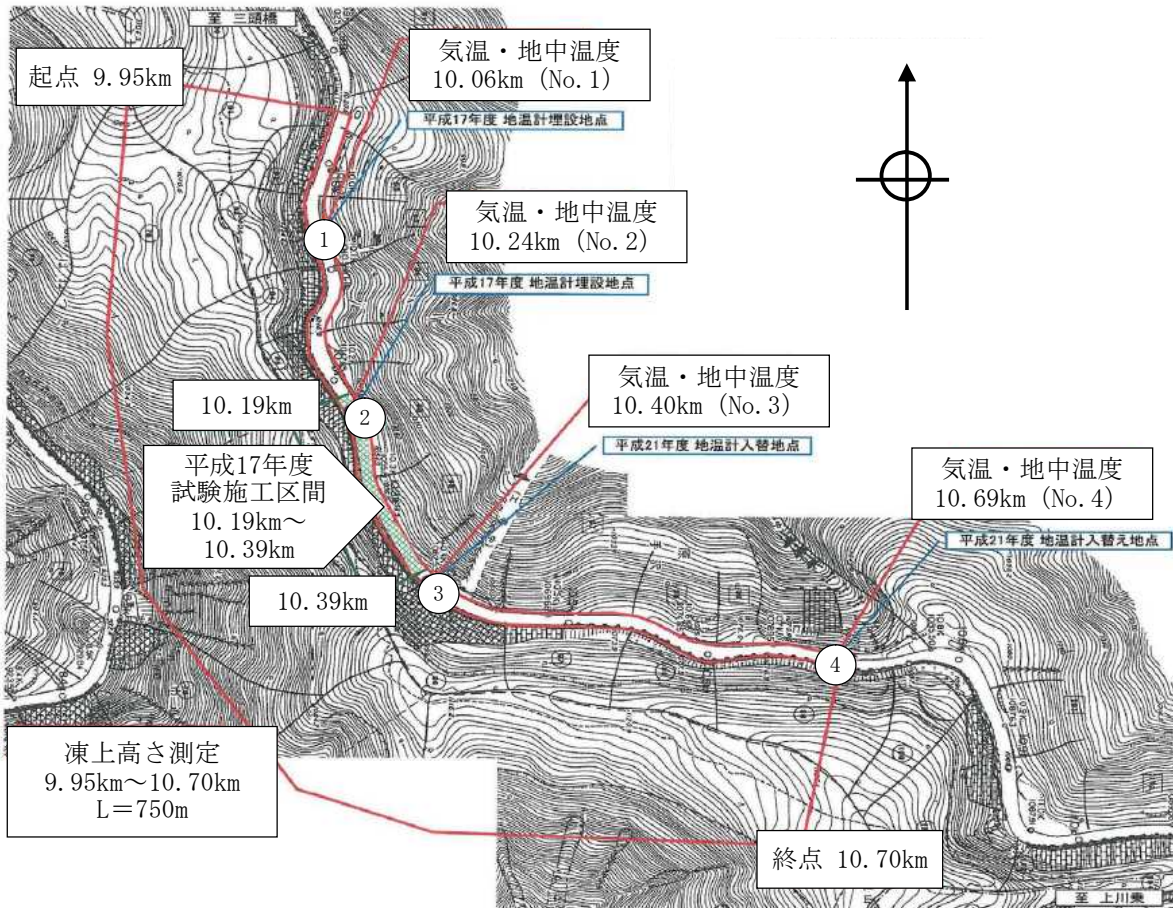 至 三頭橋
起点 9.95km
気温・地中温度
10.06km (No.1)
平成17年度 地温計埋設地点
①
気温・地中温度
10.24km (No.2)
平成17年度 地温計埋設地点
10.19km
②
気温・地中温度
10.40km (No.3)
平成21年度 地温計入替地点
平成17年度
試験施工区間
10.19km～
10.39km
気温・地中温度
10.69km (No.4)
平成21年度 地温計入替え地点
10.39km
③
④
凍上高さ測定
9.95km～10.70km
L＝750m
終点 10.70km
至 上川乗